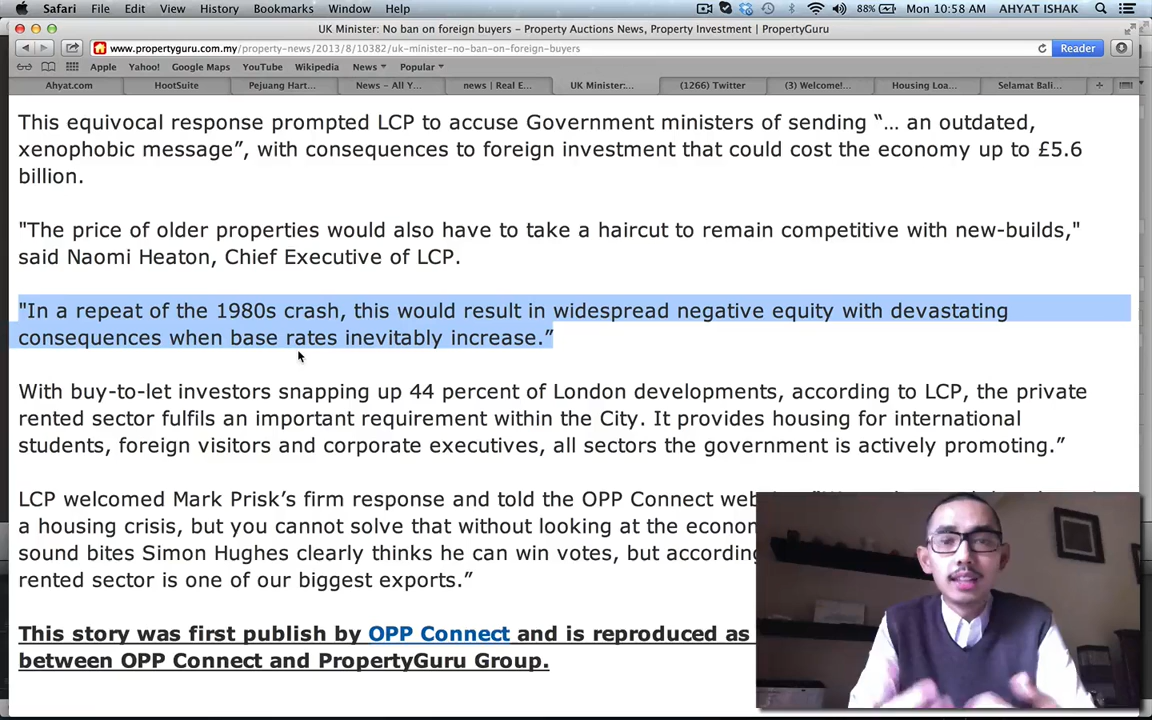 Safari File Edit View History Bookmarks Window Help 88% Mon 10:58 AM AHYAT ISHAK
UK Minister: No ban on foreign buyers – Property Auctions News, Property Investment | PropertyGuru
www.propertyguru.com.my/property-news/2013/8/10382/uk-minister-no-ban-on-foreign-buyers Reader
Apple Yahoo! Google Maps YouTube Wikipedia News Popular
Ahyat.com HootSuite Pejuang Hart... News – All Y... news | Real E... UK Minister:... (1266) Twitter (3) Welcome!... Housing Loa... Selamat Bali...
This equivocal response prompted LCP to accuse Government ministers of sending “… an outdated,
xenophobic message”, with consequences to foreign investment that could cost the economy up to £5.6
billion.
"The price of older properties would also have to take a haircut to remain competitive with new-builds,"
said Naomi Heaton, Chief Executive of LCP.
"In a repeat of the 1980s crash, this would result in widespread negative equity with devastating
consequences when base rates inevitably increase.”
With buy-to-let investors snapping up 44 percent of London developments, according to LCP, the private
rented sector fulfils an important requirement within the City. It provides housing for international
students, foreign visitors and corporate executives, all sectors the government is actively promoting.”
LCP welcomed Mark Prisk’s firm response and told the OPP Connect
a housing crisis, but you cannot solve that without looking at the
sound bites Simon Hughes clearly thinks he can win votes, but
rented sector is one of our biggest exports.”
This story was first publish by OPP Connect and is reproduced as
between OPP Connect and PropertyGuru Group.